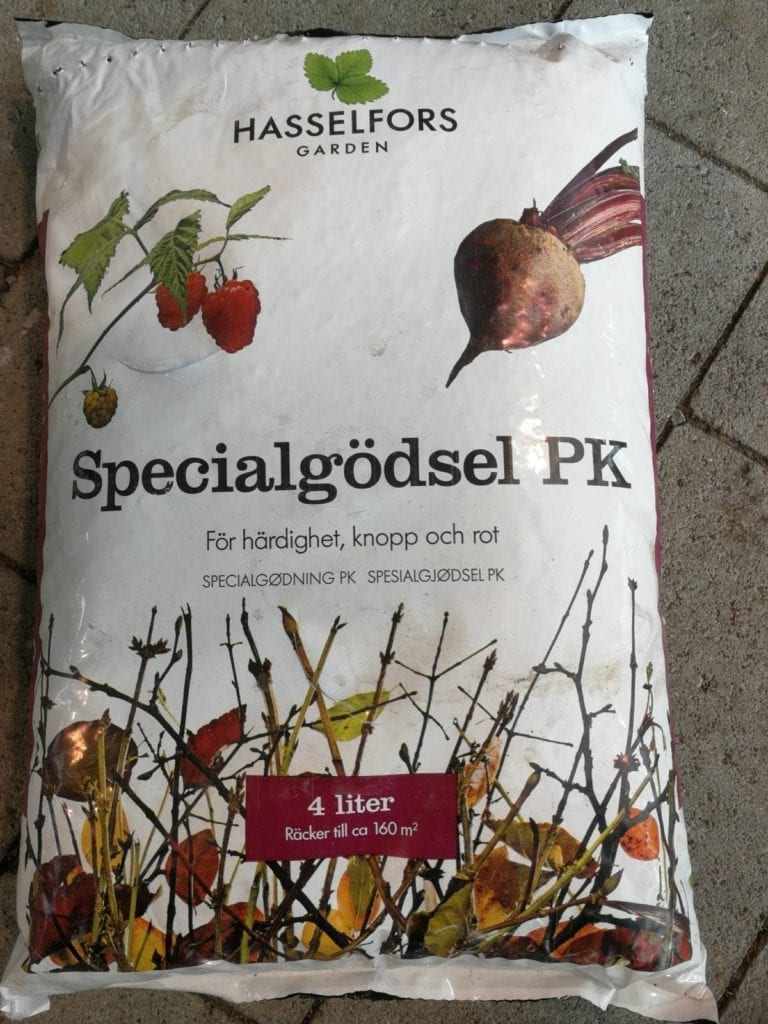 HASSELFORS
GARDEN
Specialgödsel PK
För härdighet, knopp och rot
SPECIALGØDNING PK SPESIALGJØDSEL PK
4 liter
Räcker till ca 160 m²